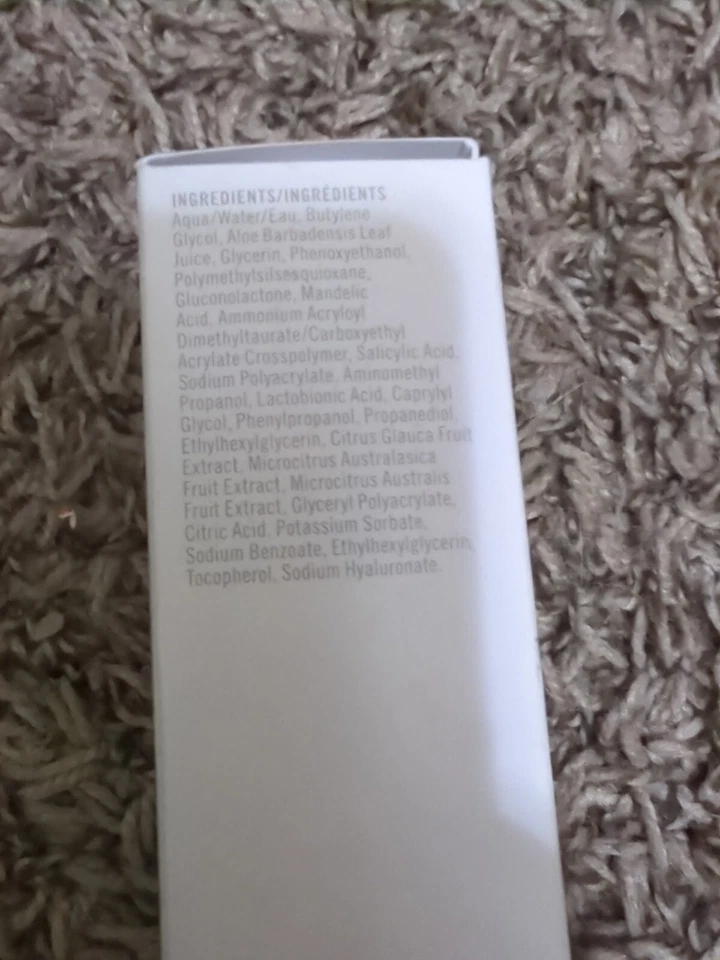 INGREDIENTS/INGRÉDIENTS
Aqua/Water/Eau, Butylene
Glycol, Aloe Barbadensis Leaf
Juice, Glycerin, Phenoxyethanol,
Polymethylsilsesquioxane,
Gluconolactone, Mandelic
Acid, Ammonium Acryloyl
Dimethyltaurate/Carboxyethyl
Acrylate Crosspolymer, Salicylic Acid,
Sodium Polyacrylate, Aminomethyl
Propanol, Lactobionic Acid, Caprylyl
Glycol, Phenylpropanol, Propanediol,
Ethylhexylglycerin, Citrus Glauca Fruit
Extract, Microcitrus Australasica
Fruit Extract, Microcitrus Australis
Fruit Extract, Glyceryl Polyacrylate,
Citric Acid, Potassium Sorbate,
Sodium Benzoate, Ethylhexylglycerin,
Tocopherol, Sodium Hyaluronate.